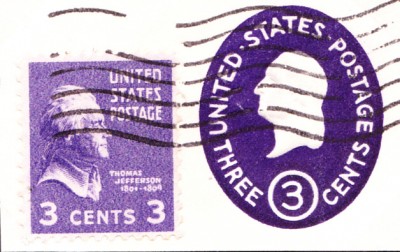 UNITED
STATES
POSTAGE
THOMAS
JEFFERSON
1801-1809
3 CENTS 3
UNITED·STATES·POSTAGE
THREE 3 CENTS